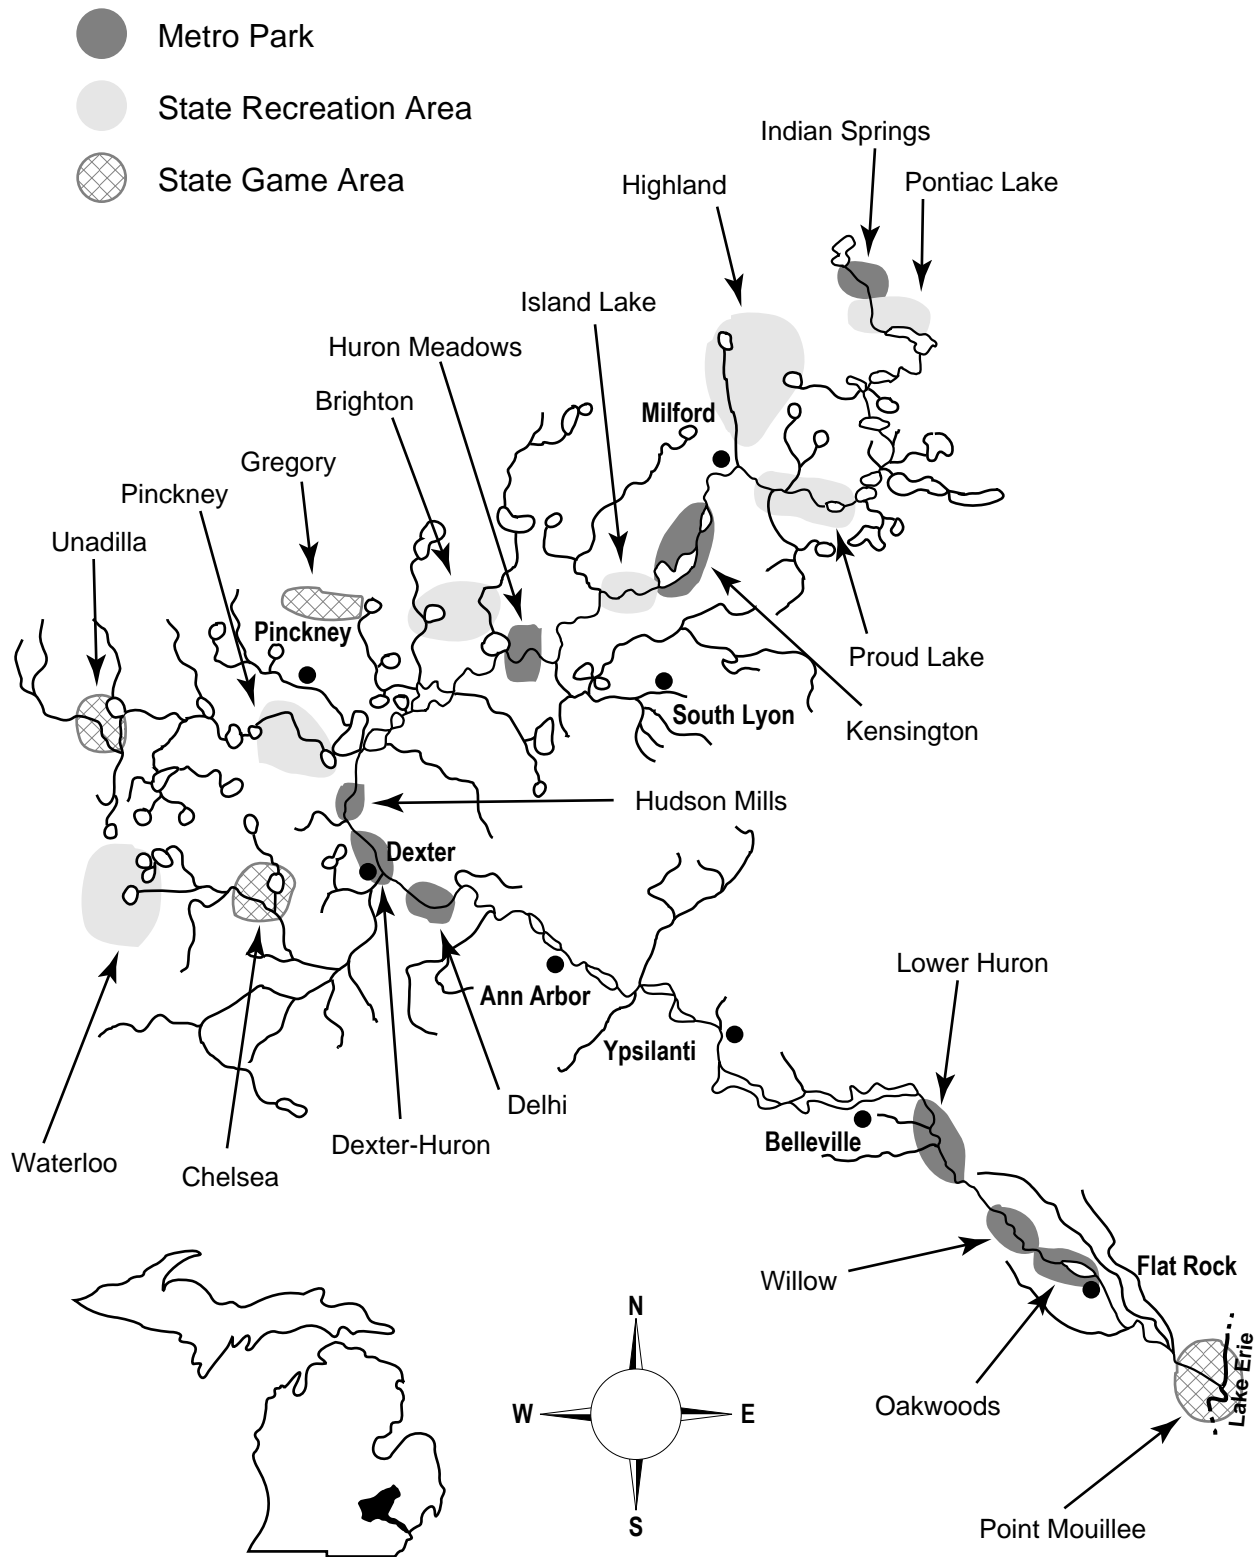 Metro Park
State Recreation Area
State Game Area
Indian Springs
Highland
Pontiac Lake
Island Lake
Huron Meadows
Brighton
Milford
Gregory
Pinckney
Unadilla
Pinckney
Proud Lake
South Lyon
Kensington
Hudson Mills
Dexter
Lower Huron
Ann Arbor
Ypsilanti
Delhi
Belleville
Dexter-Huron
Waterloo
Chelsea
Flat Rock
Willow
N
Lake Erie
Oakwoods
W
E
S
Point Mouillee